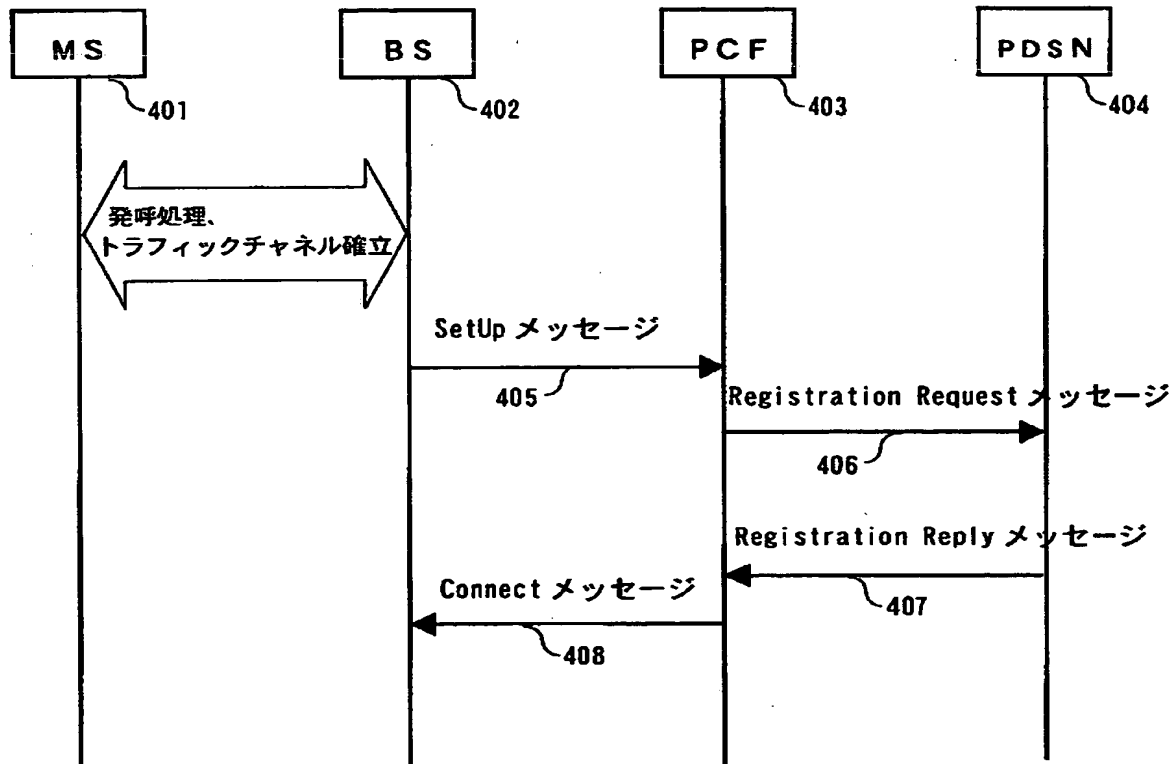 MS
BS
PCF
PDSN
401
402
403
404
発呼処理、
トラフィックチャネル確立
SetUp メッセージ
405
Registration Request メッセージ
406
Registration Reply メッセージ
407
Connect メッセージ
408